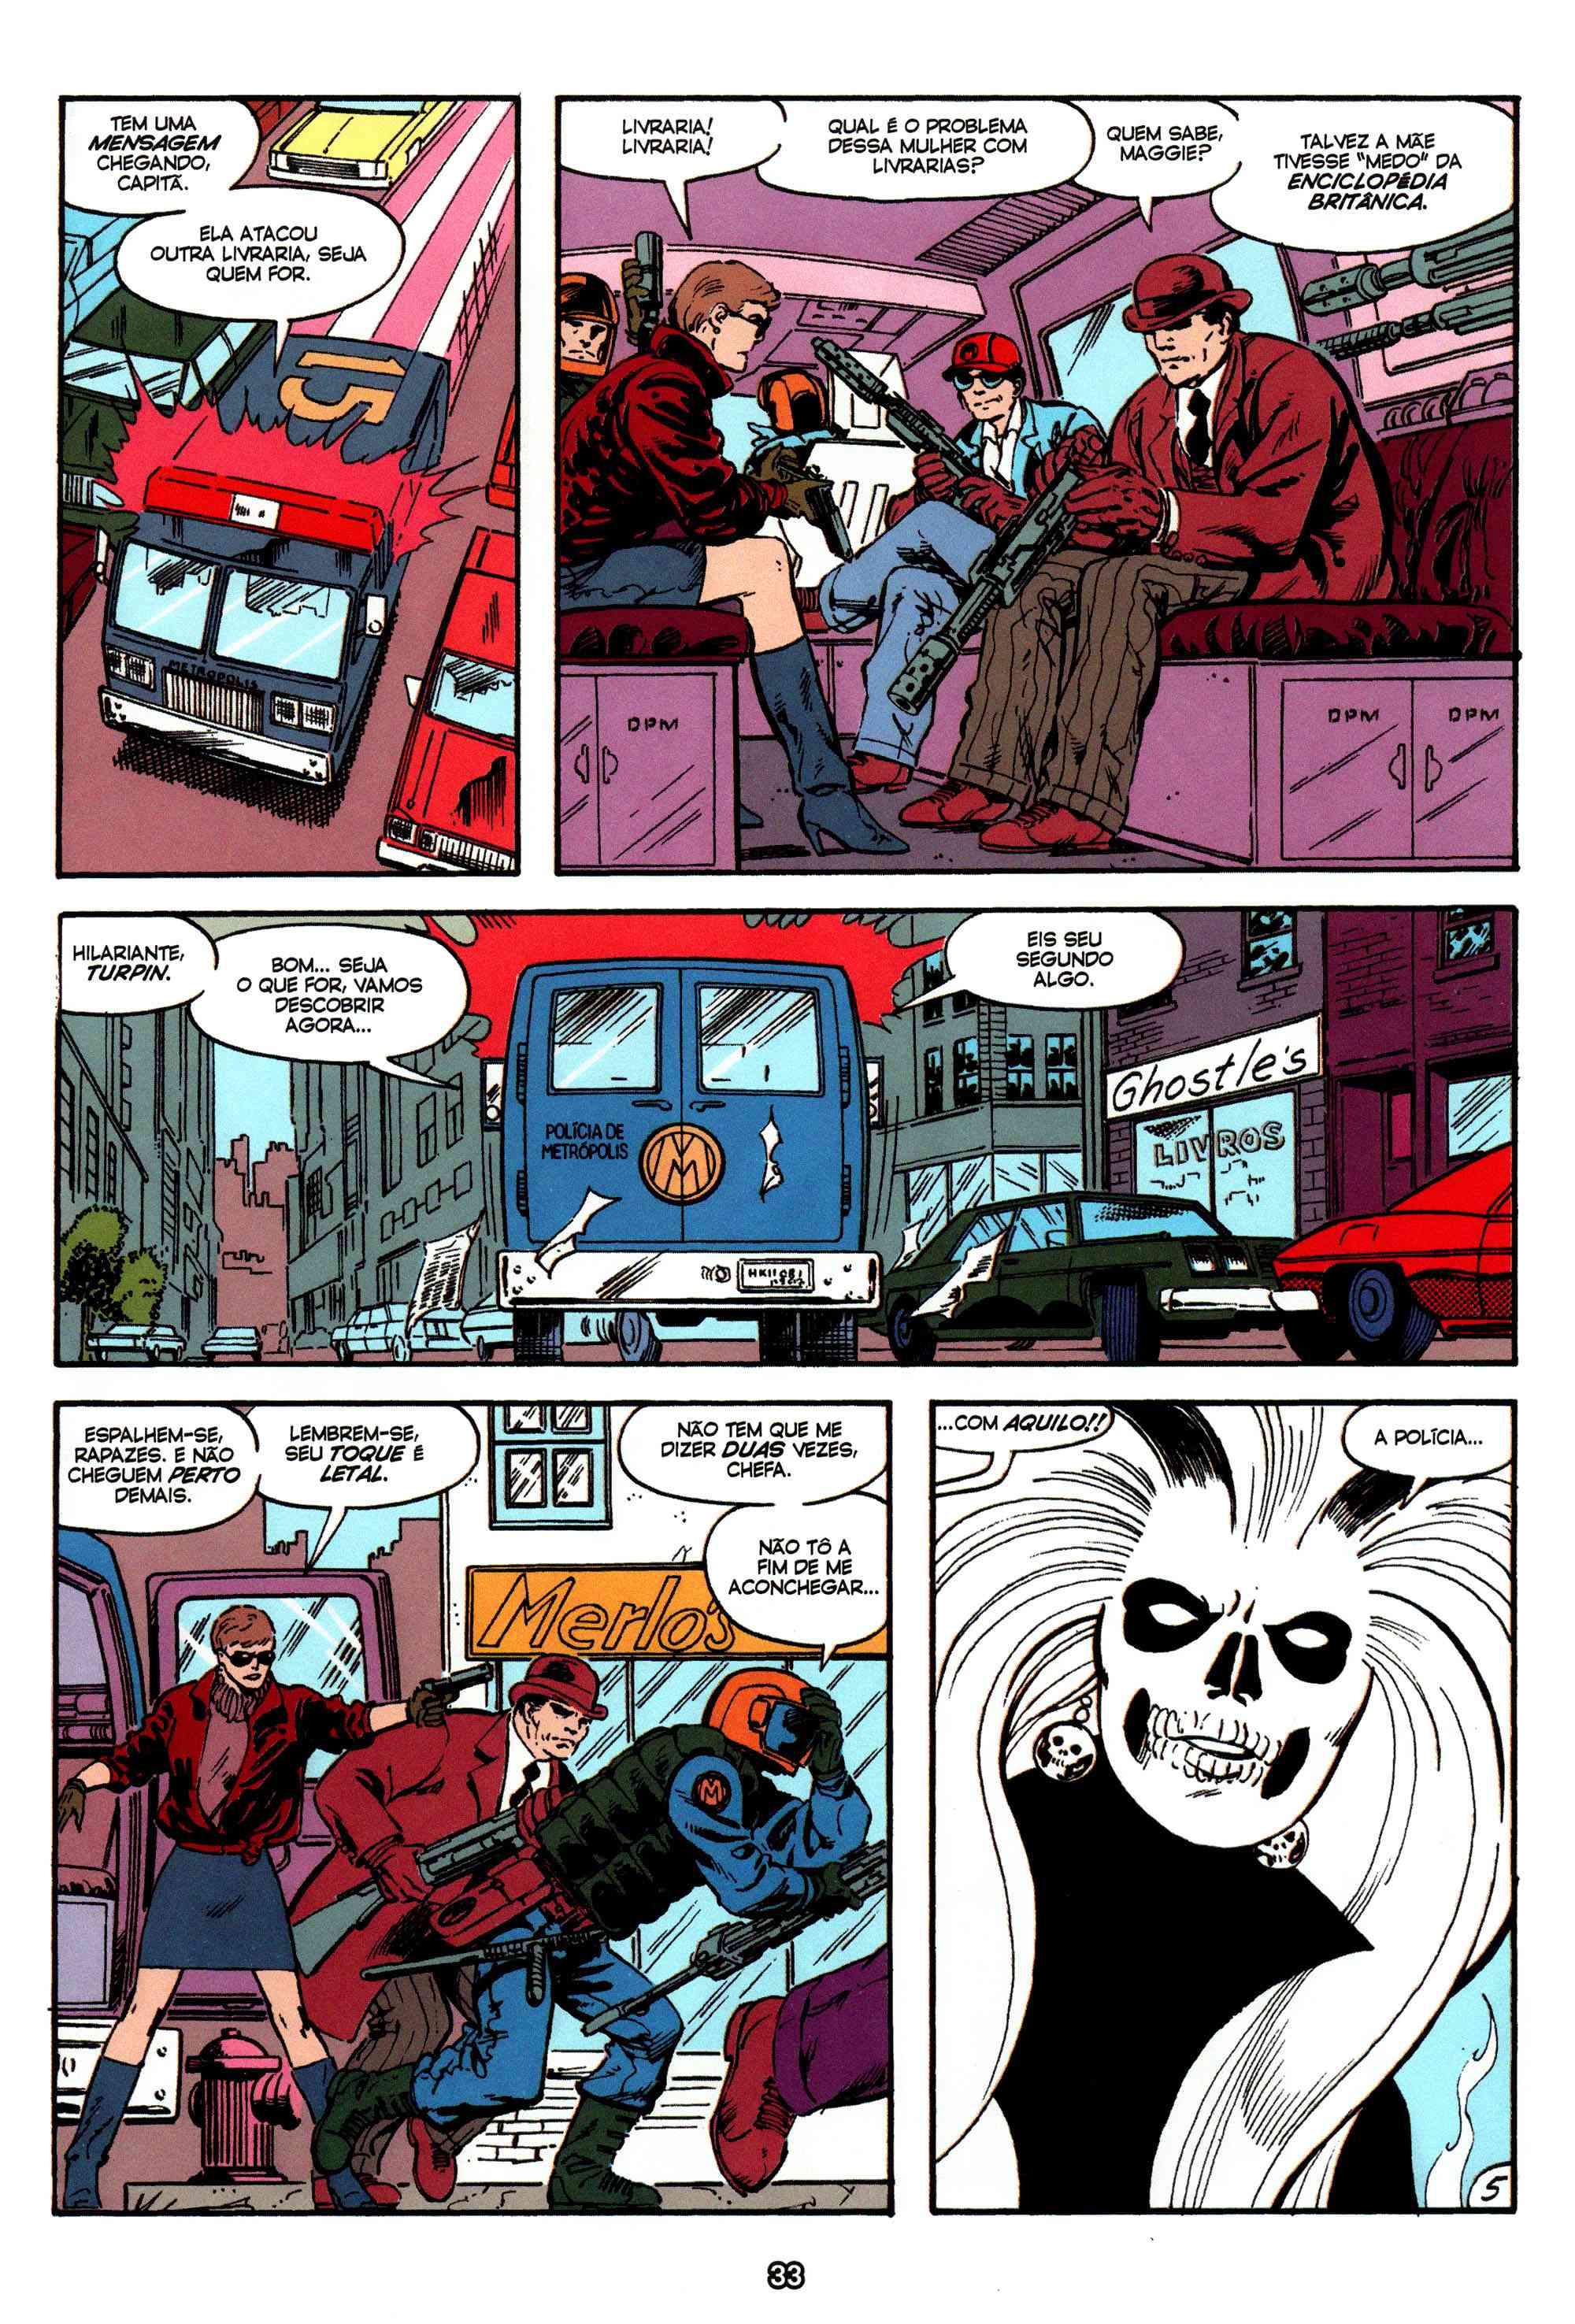 TEM UMA
MENSAGEM
CHEGANDO,
CAPITÃ.
ELA ATACOU
OUTRA LIVRARIA, SEJA
QUEM FOR.
15
METROPOLIS
LIVRARIA!
LIVRARIA!
QUAL É O PROBLEMA
DESSA MULHER COM
LIVRARIAS?
QUEM SABE,
MAGGIE?
TALVEZ A MÃE
TIVESSE "MEDO" DA
ENCICLOPÉDIA
BRITÂNICA.
DPM
DPM
DPM
HILARIANTE,
TURPIN.
BOM... SEJA
O QUE FOR, VAMOS
DESCOBRIR
AGORA...
EIS SEU
SEGUNDO
ALGO.
Ghostle's
LIVROS
POLÍCIA DE
METRÓPOLIS
M
ESPALHEM-SE,
RAPAZES. E NÃO
CHEGUEM PERTO
DEMAIS.
LEMBREM-SE,
SEU TOQUE É
LETAL.
NÃO TEM QUE ME
DIZER DUAS VEZES,
CHEFA.
NÃO TÔ A
FIM DE ME
ACONCHEGAR...
Merlo's
M
...COM AQUILO!!
A POLÍCIA...
5
33